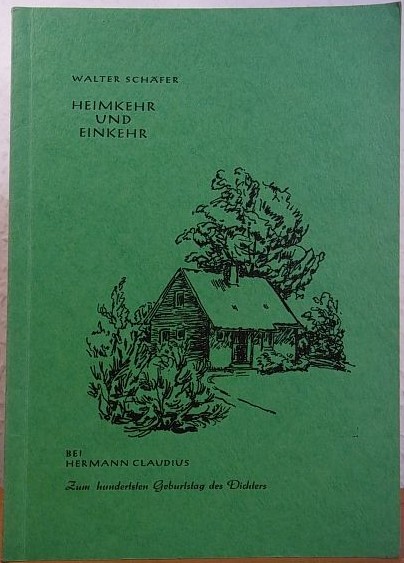 WALTER SCHÄFER
HEIMKEHR
UND
EINKEHR
BEI
HERMANN CLAUDIUS
Zum hundertsten Geburtstag des Dichters